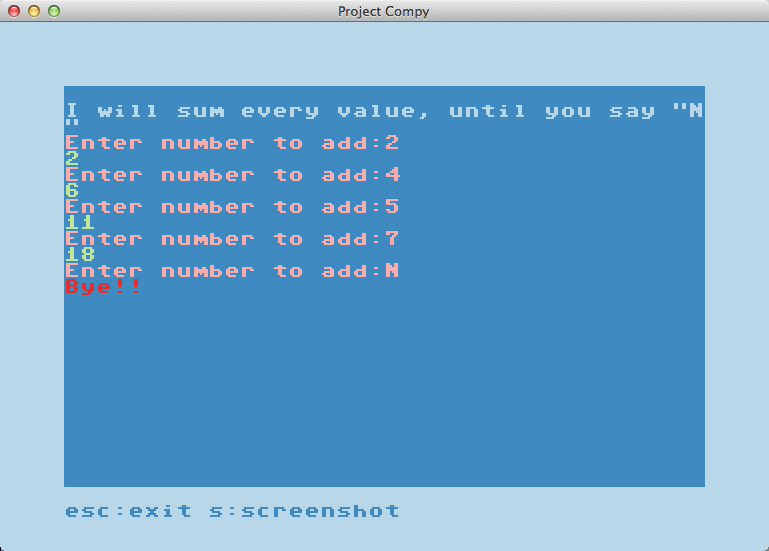 Project Compy
I will sum every value, until you say "N
"
Enter number to add:2
2
Enter number to add:4
6
Enter number to add:5
11
Enter number to add:7
18
Enter number to add:N
Bye!!
esc:exit s:screenshot